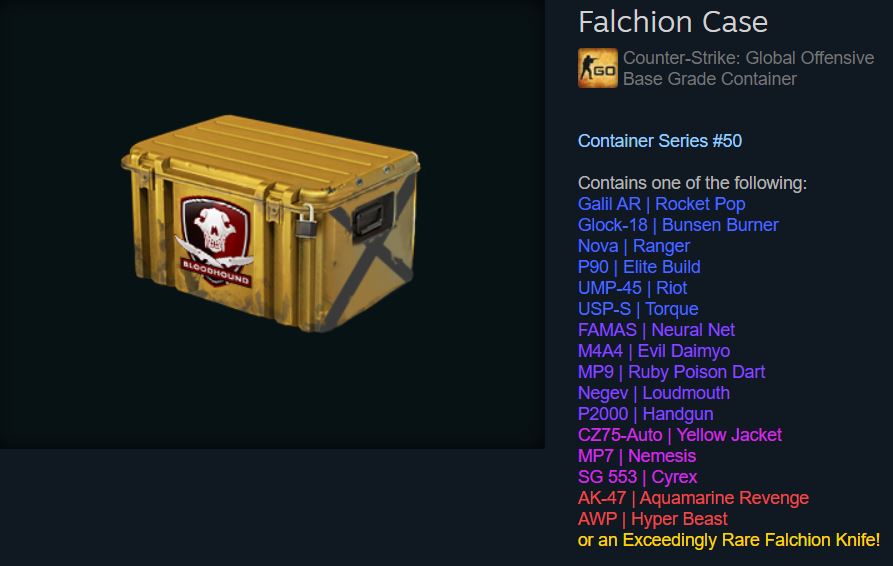 Falchion Case
GO
Counter-Strike: Global Offensive
Base Grade Container
Container Series #50
Contains one of the following:
Galil AR | Rocket Pop
Glock-18 | Bunsen Burner
Nova | Ranger
P90 | Elite Build
UMP-45 | Riot
USP-S | Torque
FAMAS | Neural Net
M4A4 | Evil Daimyo
MP9 | Ruby Poison Dart
Negev | Loudmouth
P2000 | Handgun
CZ75-Auto | Yellow Jacket
MP7 | Nemesis
SG 553 | Cyrex
AK-47 | Aquamarine Revenge
AWP | Hyper Beast
or an Exceedingly Rare Falchion Knife!
BLOODHOUND